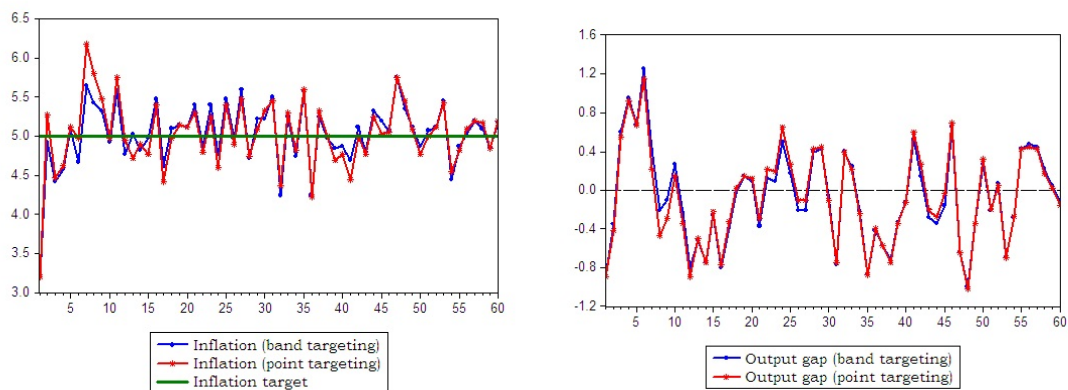 6.5
6.0
5.5
5.0
4.5
4.0
3.5
3.0
5 10 15 20 25 30 35 40 45 50 55 60
Inflation (band targeting)
Inflation (point targeting)
Inflation target
1.6
1.2
0.8
0.4
0.0
-0.4
-0.8
-1.2
5 10 15 20 25 30 35 40 45 50 55 60
Output gap (band targeting)
Output gap (point targeting)